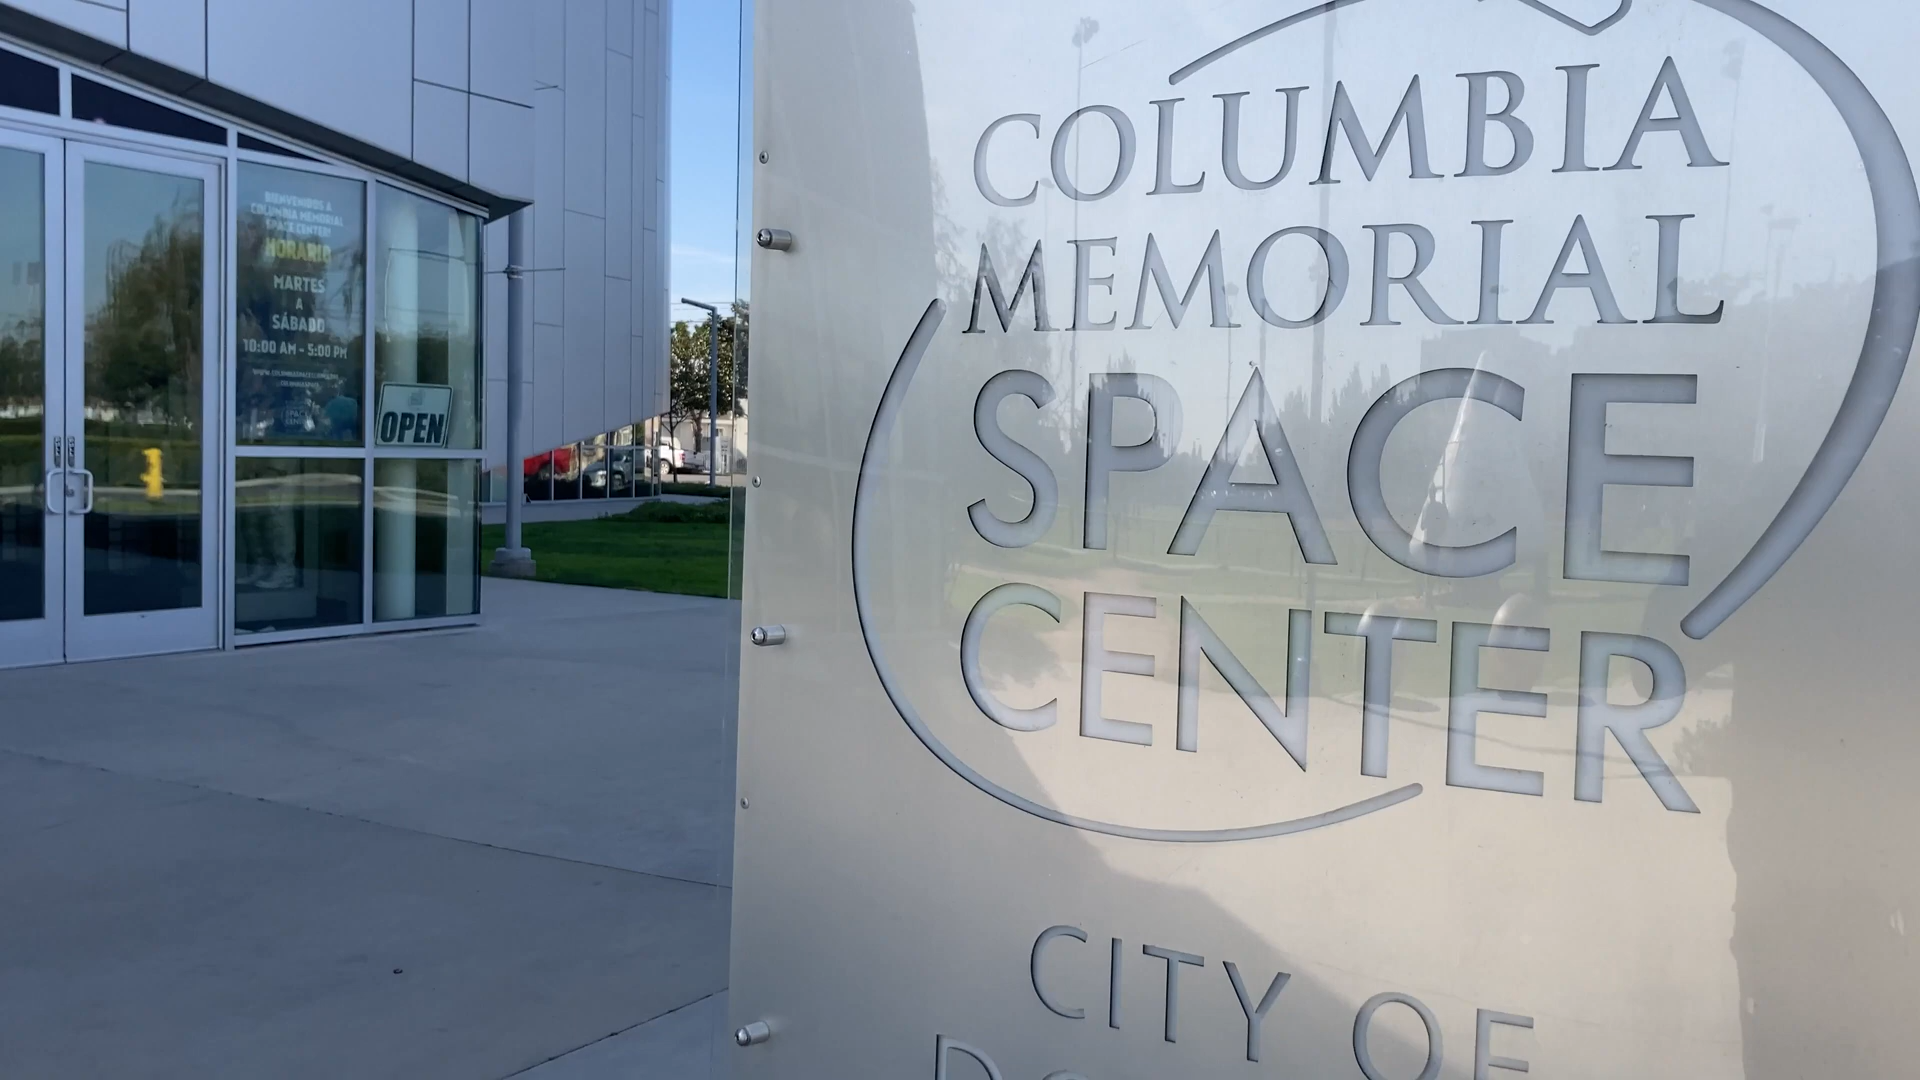 BIENVENIDOS A
COLUMBIA MEMORIAL
SPACE CENTER!
HORARIO
MARTES
A
SÁBADO
10:00 AM - 5:00 PM
SPACE
OPEN
COLUMBIA
MEMORIAL
SPACE
CENTER
CITY OF